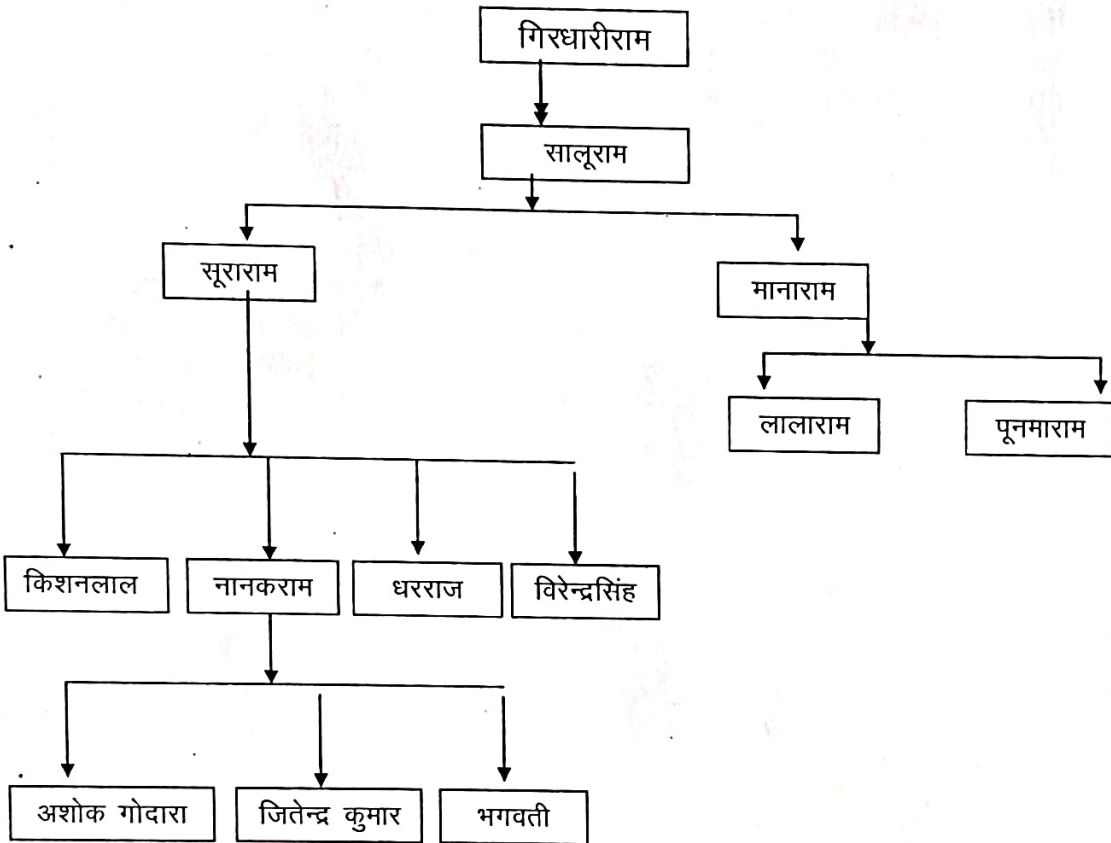 गिरधारीराम
सालूराम
सूराराम
मानाराम
लालाराम
पूनमाराम
किशनलाल
नानकराम
धरराज
विरेन्द्रसिंह
अशोक गोदारा
जितेन्द्र कुमार
भगवती